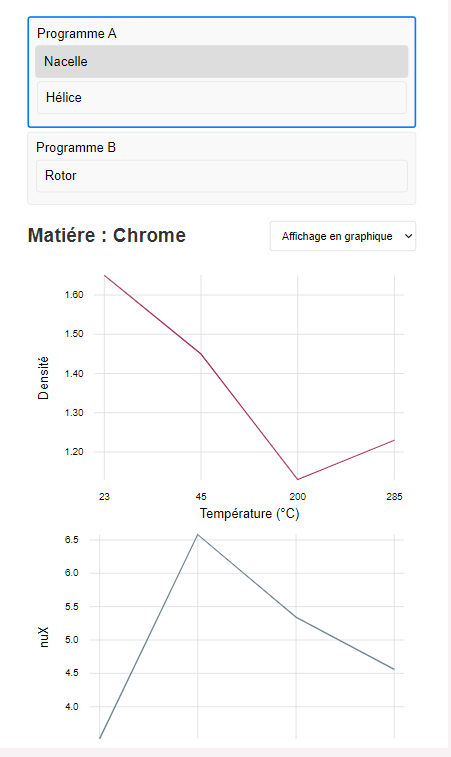 Programme A
Nacelle
Hélice
Programme B
Rotor
Matiére : Chrome
Affichage en graphique
1.60
1.50
1.40
1.30
1.20
Densité
23 45 200 285
Température (°C)
6.5
6.0
5.5
5.0
4.5
4.0
nuX